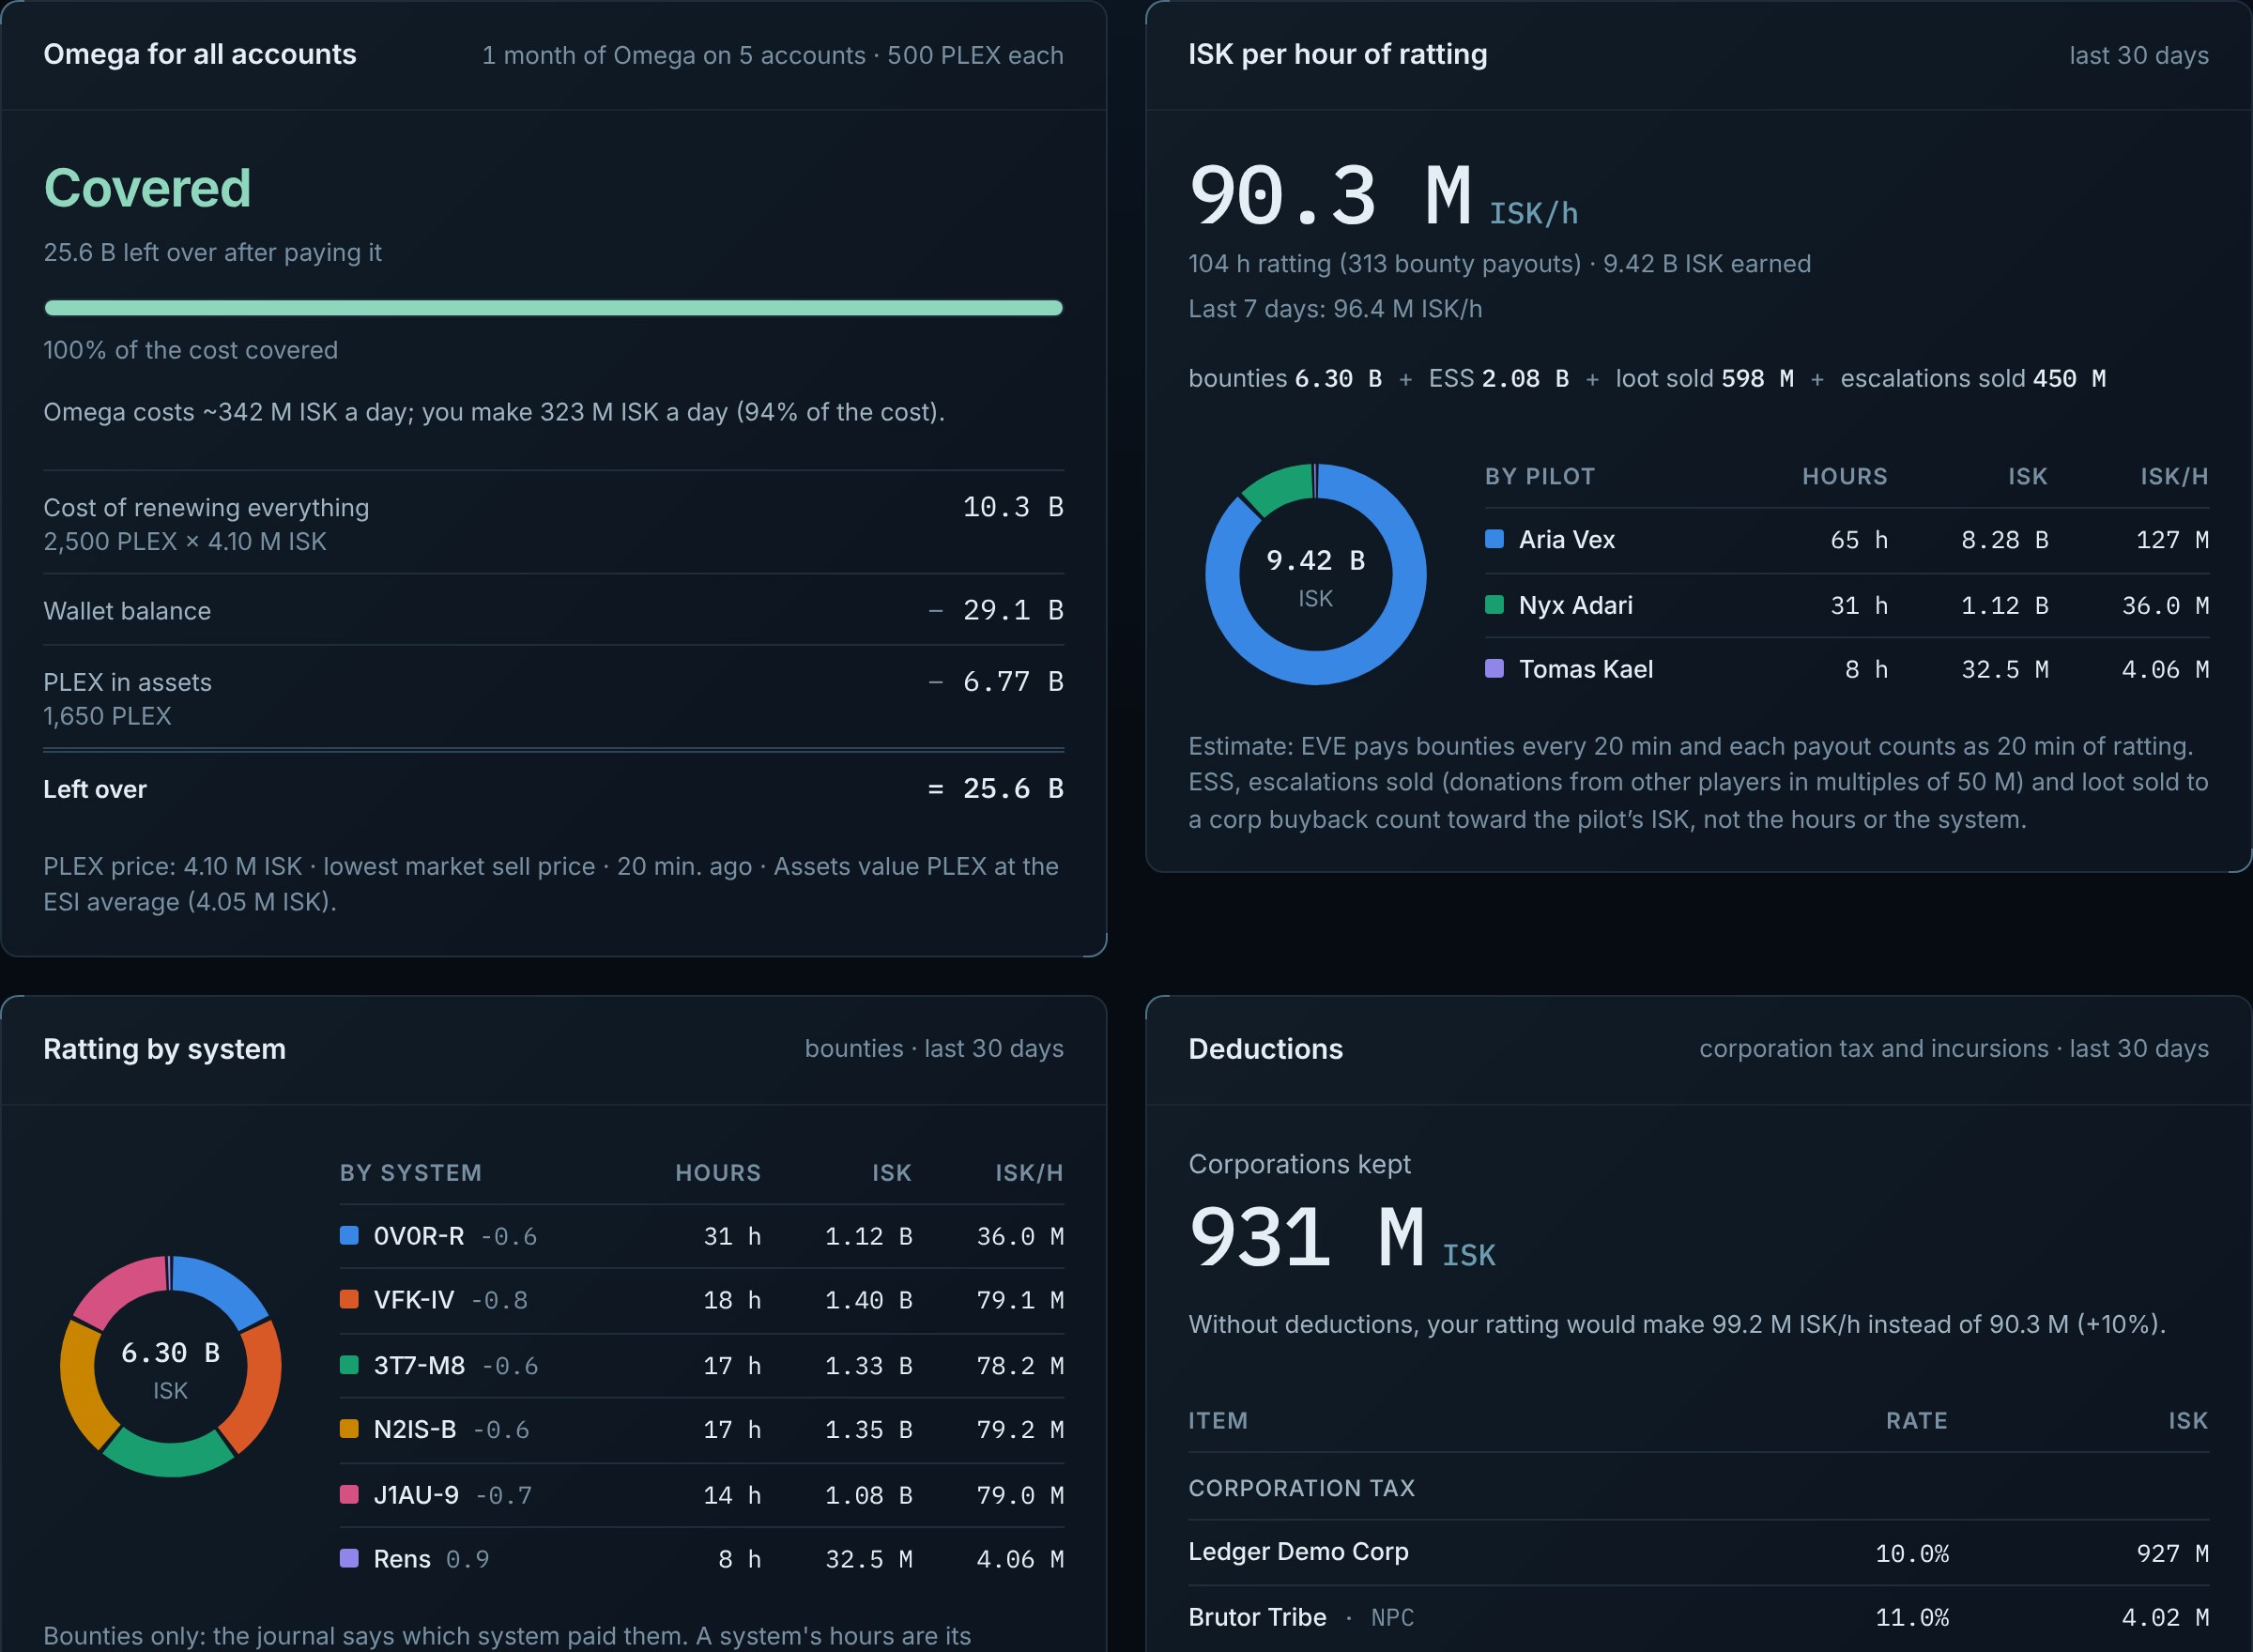 Omega for all accounts
1 month of Omega on 5 accounts · 500 PLEX each
Covered
25.6 B left over after paying it
100% of the cost covered
Omega costs ~342 M ISK a day; you make 323 M ISK a day (94% of the cost).
Cost of renewing everything 10.3 B
2,500 PLEX × 4.10 M ISK
Wallet balance − 29.1 B
PLEX in assets − 6.77 B
1,650 PLEX
Left over = 25.6 B
PLEX price: 4.10 M ISK · lowest market sell price · 20 min. ago · Assets value PLEX at the
ESI average (4.05 M ISK).
ISK per hour of ratting
last 30 days
90.3 M ISK/h
104 h ratting (313 bounty payouts) · 9.42 B ISK earned
Last 7 days: 96.4 M ISK/h
bounties 6.30 B + ESS 2.08 B + loot sold 598 M + escalations sold 450 M
9.42 B
ISK
BY PILOT HOURS ISK ISK/H
Aria Vex 65 h 8.28 B 127 M
Nyx Adari 31 h 1.12 B 36.0 M
Tomas Kael 8 h 32.5 M 4.06 M
Estimate: EVE pays bounties every 20 min and each payout counts as 20 min of ratting.
ESS, escalations sold (donations from other players in multiples of 50 M) and loot sold to
a corp buyback count toward the pilot’s ISK, not the hours or the system.
Ratting by system
bounties · last 30 days
6.30 B
ISK
BY SYSTEM HOURS ISK ISK/H
0V0R-R -0.6 31 h 1.12 B 36.0 M
VFK-IV -0.8 18 h 1.40 B 79.1 M
3T7-M8 -0.6 17 h 1.33 B 78.2 M
N2IS-B -0.6 17 h 1.35 B 79.2 M
J1AU-9 -0.7 14 h 1.08 B 79.0 M
Rens 0.9 8 h 32.5 M 4.06 M
Bounties only: the journal says which system paid them. A system's hours are its
Deductions
corporation tax and incursions · last 30 days
Corporations kept
931 M ISK
Without deductions, your ratting would make 99.2 M ISK/h instead of 90.3 M (+10%).
ITEM RATE ISK
CORPORATION TAX
Ledger Demo Corp 10.0% 927 M
Brutor Tribe · NPC 11.0% 4.02 M